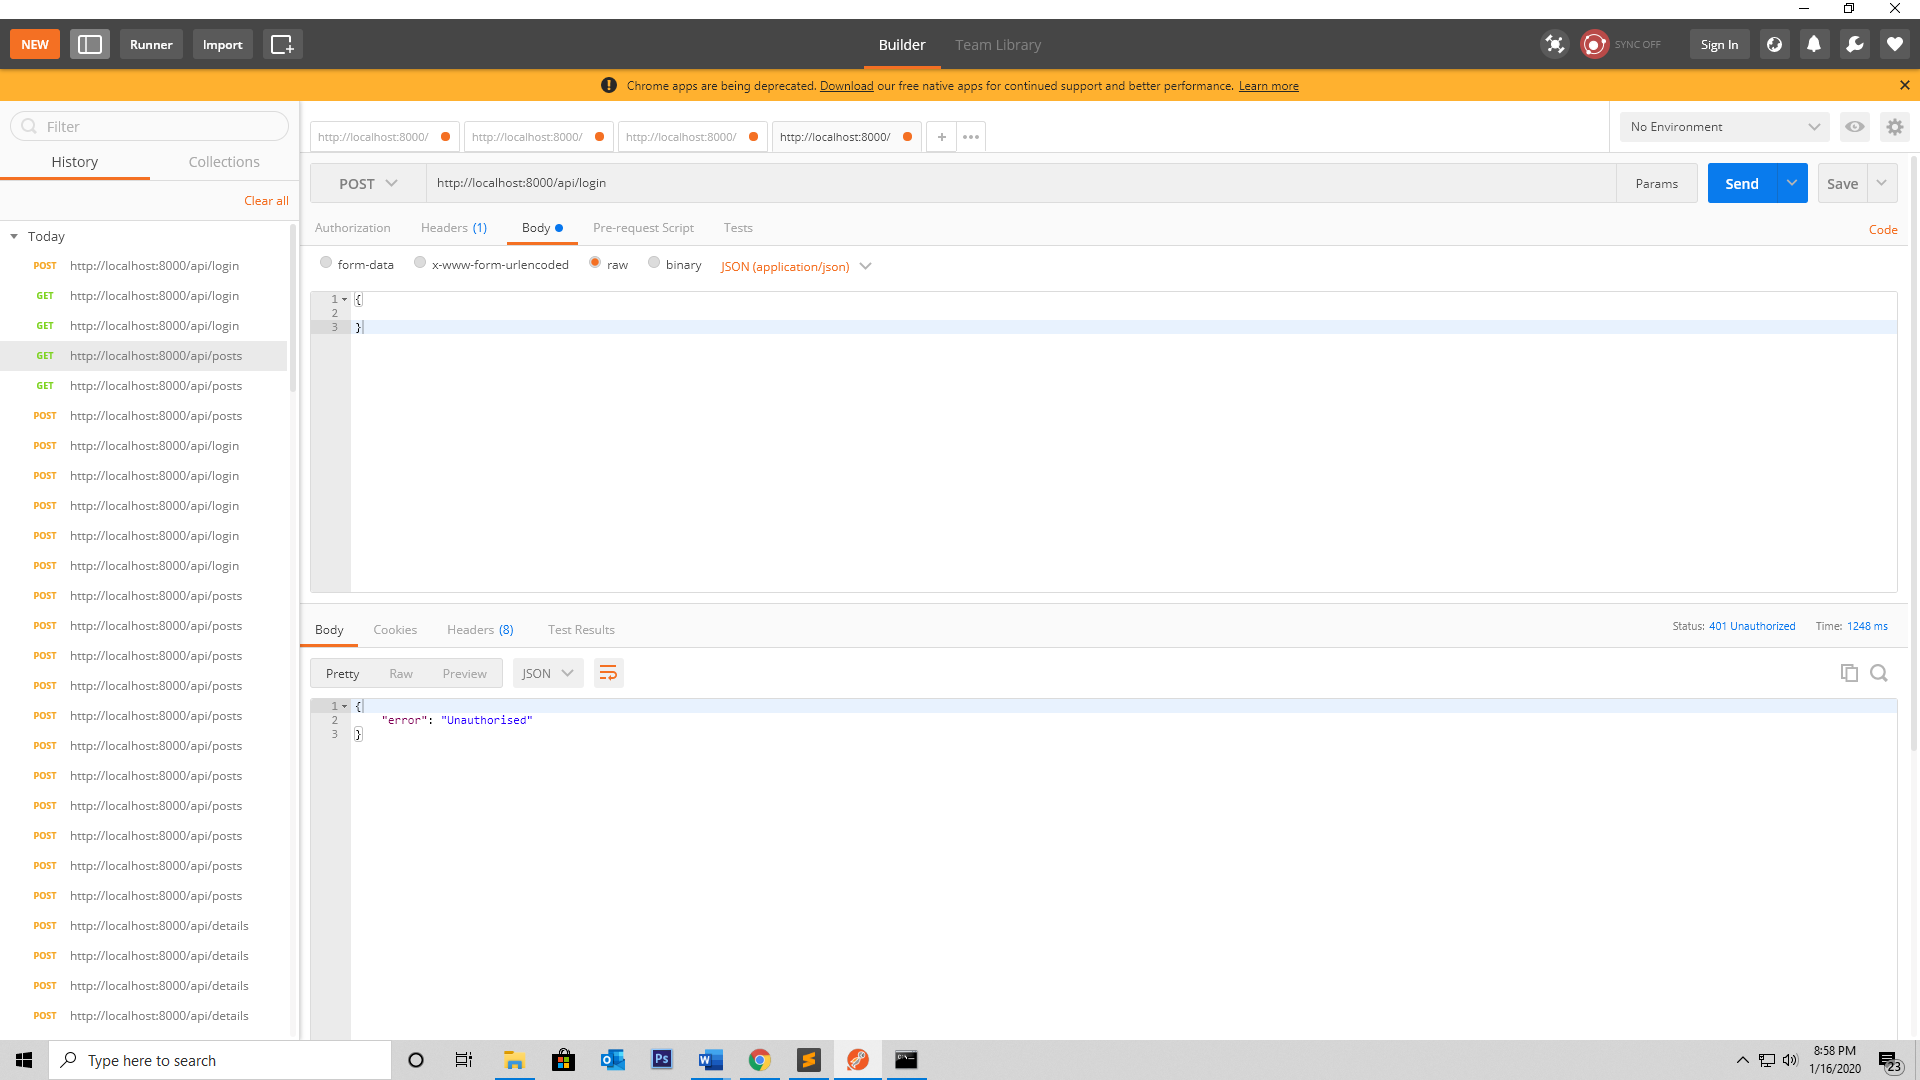 NEW
Runner
Import
Builder
Team Library
SYNC OFF
Sign In
Chrome apps are being deprecated. Download our free native apps for continued support and better performance. Learn more
Filter
History
Collections
Clear all
Today
POST http://localhost:8000/api/login
GET http://localhost:8000/api/login
GET http://localhost:8000/api/login
GET http://localhost:8000/api/posts
GET http://localhost:8000/api/posts
POST http://localhost:8000/api/posts
POST http://localhost:8000/api/login
POST http://localhost:8000/api/login
POST http://localhost:8000/api/login
POST http://localhost:8000/api/login
POST http://localhost:8000/api/login
POST http://localhost:8000/api/posts
POST http://localhost:8000/api/posts
POST http://localhost:8000/api/posts
POST http://localhost:8000/api/posts
POST http://localhost:8000/api/posts
POST http://localhost:8000/api/posts
POST http://localhost:8000/api/posts
POST http://localhost:8000/api/posts
POST http://localhost:8000/api/posts
POST http://localhost:8000/api/posts
POST http://localhost:8000/api/posts
POST http://localhost:8000/api/details
POST http://localhost:8000/api/details
POST http://localhost:8000/api/details
POST http://localhost:8000/api/details
http://localhost:8000/
http://localhost:8000/
http://localhost:8000/
http://localhost:8000/
No Environment
POST
http://localhost:8000/api/login
Params
Send
Save
Authorization
Headers (1)
Body
Pre-request Script
Tests
Code
form-data
x-www-form-urlencoded
raw
binary
JSON (application/json)
1 {
2
3 }
Body
Cookies
Headers (8)
Test Results
Status: 401 Unauthorized
Time: 1248 ms
Pretty
Raw
Preview
JSON
1 {
2 "error": "Unauthorised"
3 }
Type here to search
Ps
W
S
8:58 PM
1/16/2020
23